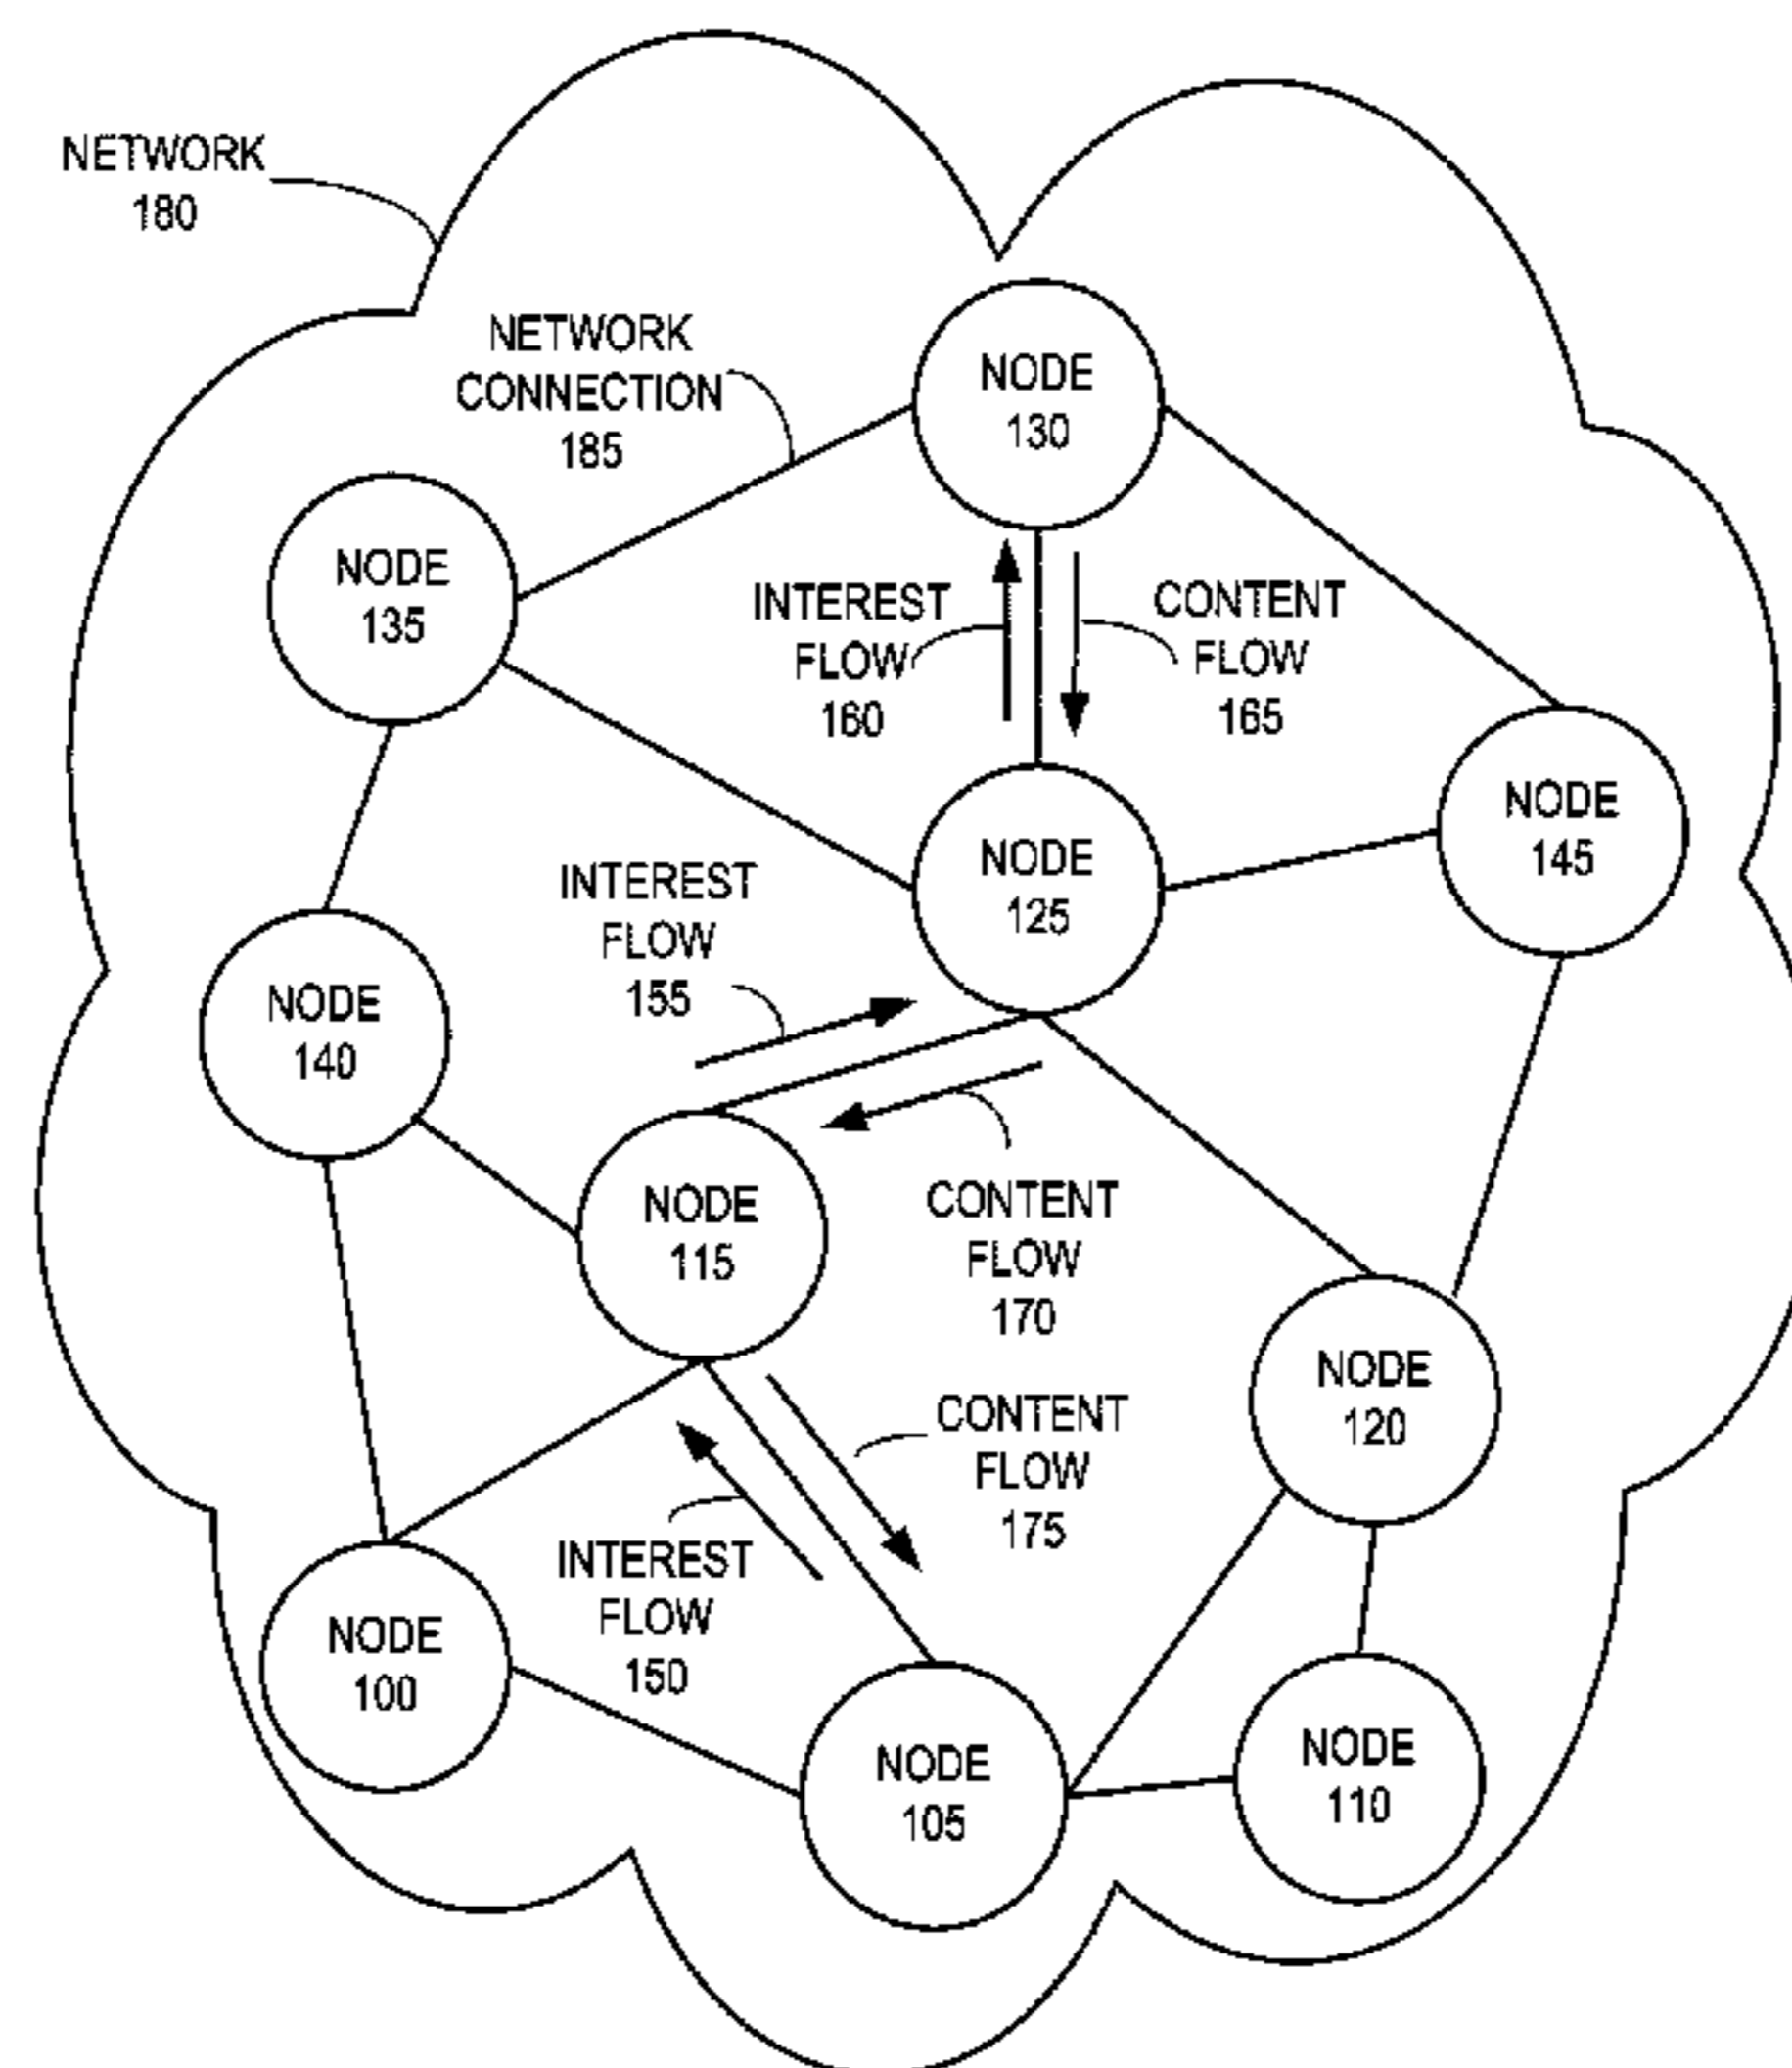 NETWORK
180
NETWORK
CONNECTION
185
NODE
130
NODE
135
INTEREST
FLOW
160
CONTENT
FLOW
165
NODE
145
NODE
125
INTEREST
FLOW
155
NODE
140
NODE
115
CONTENT
FLOW
170
NODE
120
CONTENT
FLOW
175
INTEREST
FLOW
150
NODE
100
NODE
105
NODE
110